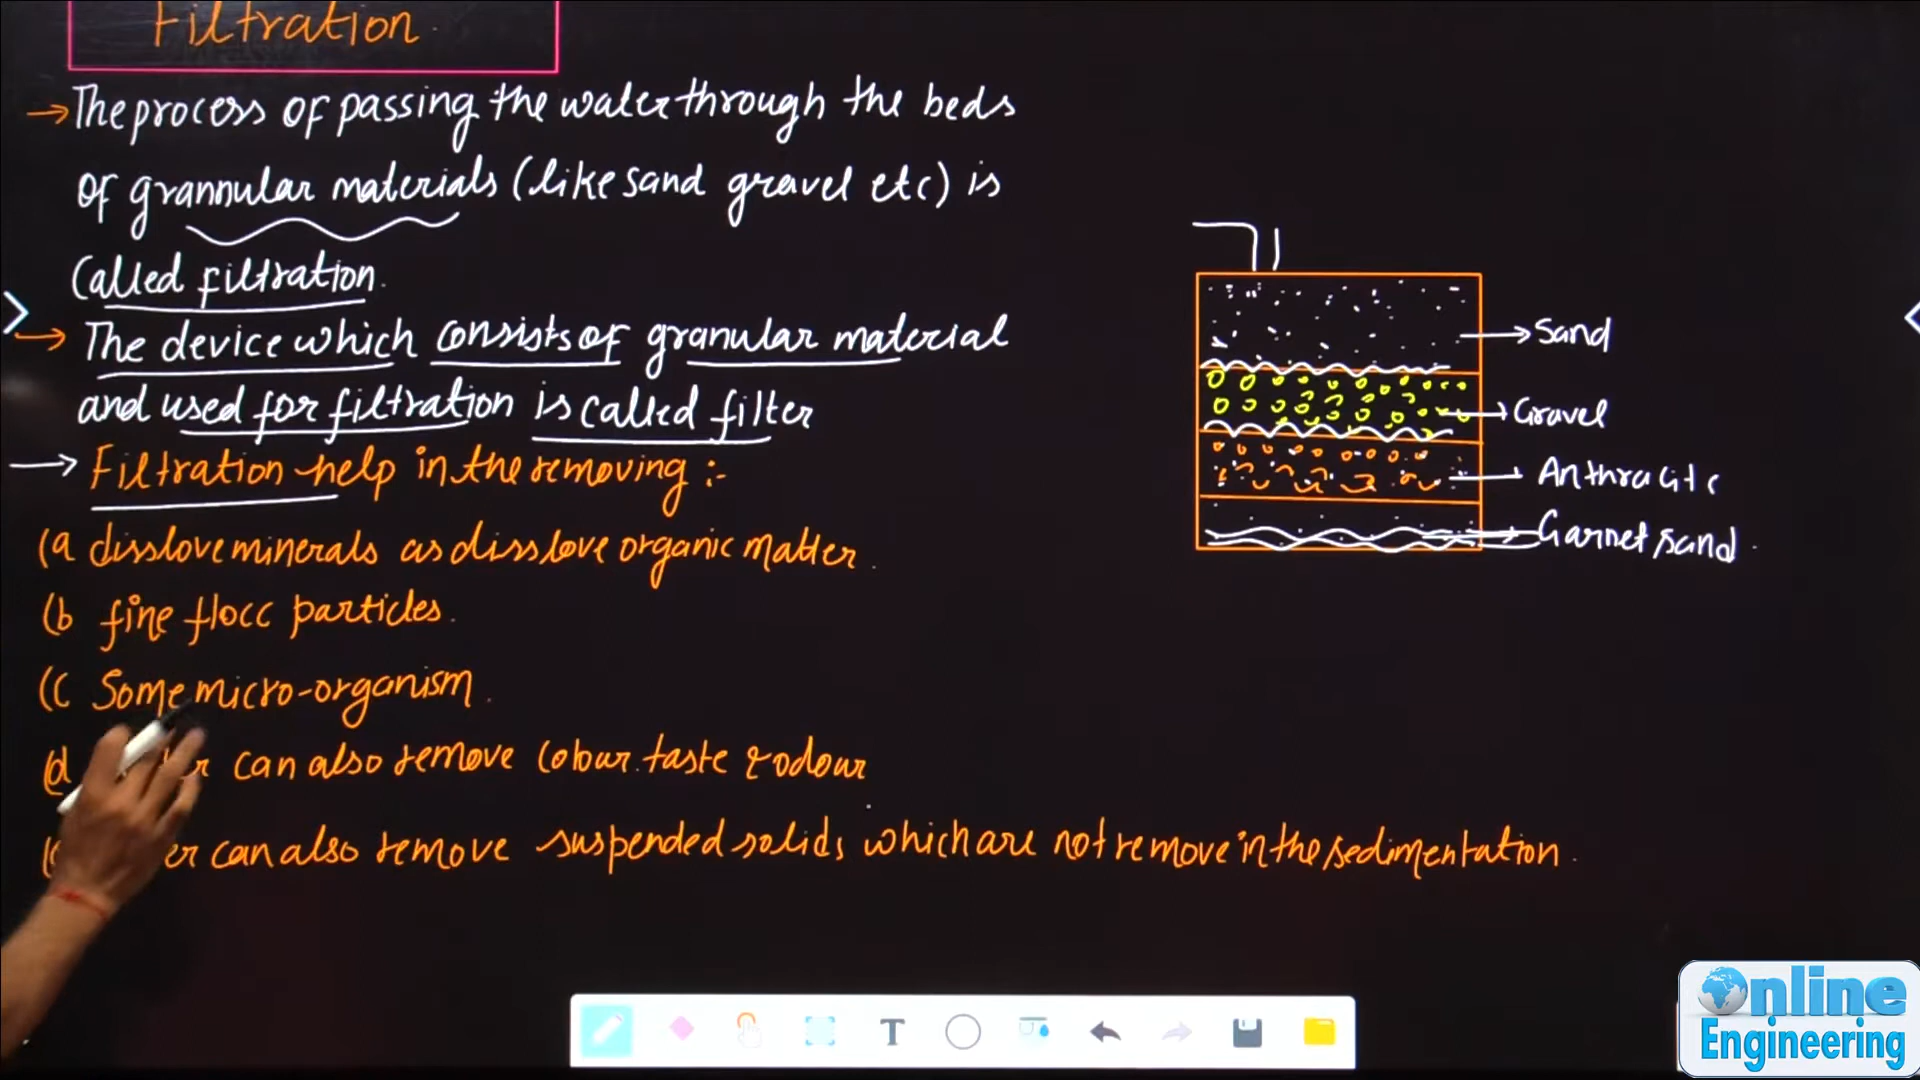 Filtration
→ The process of passing the water through the beds
of grannular materials (like sand gravel etc) is
Called filtration.
→ The device which consists of granular material
and used for filtration is called filter
→ Filtration help in the removing :-
(a disslove minerals as disslove organic matter.
(b fine flocc particles.
(c Some micro-organism.
(d can also remove colour. taste & odour
can also remove suspended solids which are not remove in the sedimentation.
→ Sand
→ Gravel
Anthracite
Garnet sand.
T
Online
Engineering